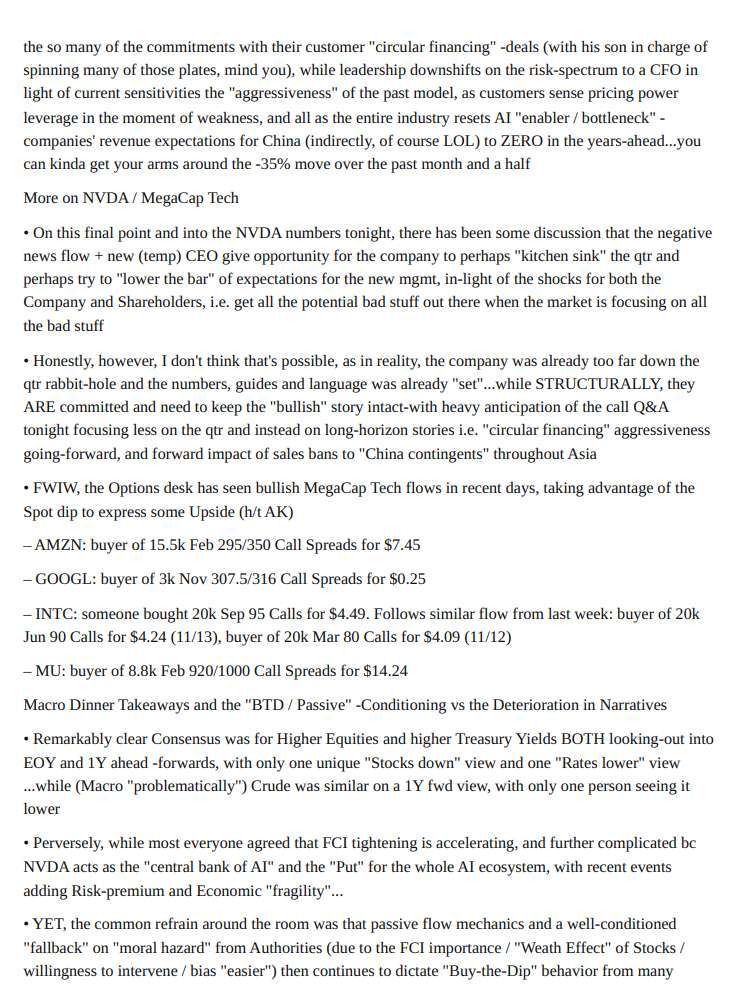 the so many of the commitments with their customer "circular financing" -deals (with his son in charge of
spinning many of those plates, mind you), while leadership downshifts on the risk-spectrum to a CFO in
light of current sensitivities the "aggressiveness" of the past model, as customers sense pricing power
leverage in the moment of weakness, and all as the entire industry resets AI "enabler / bottleneck" -
companies' revenue expectations for China (indirectly, of course LOL) to ZERO in the years-ahead...you
can kinda get your arms around the -35% move over the past month and a half
More on NVDA / MegaCap Tech
• On this final point and into the NVDA numbers tonight, there has been some discussion that the negative
news flow + new (temp) CEO give opportunity for the company to perhaps "kitchen sink" the qtr and
perhaps try to "lower the bar" of expectations for the new mgmt, in-light of the shocks for both the
Company and Shareholders, i.e. get all the potential bad stuff out there when the market is focusing on all
the bad stuff
• Honestly, however, I don't think that's possible, as in reality, the company was already too far down the
qtr rabbit-hole and the numbers, guides and language was already "set"...while STRUCTURALLY, they
ARE committed and need to keep the "bullish" story intact-with heavy anticipation of the call Q&A
tonight focusing less on the qtr and instead on long-horizon stories i.e. "circular financing" aggressiveness
going-forward, and forward impact of sales bans to "China contingents" throughout Asia
• FWIW, the Options desk has seen bullish MegaCap Tech flows in recent days, taking advantage of the
Spot dip to express some Upside (h/t AK)
– AMZN: buyer of 15.5k Feb 295/350 Call Spreads for $7.45
– GOOGL: buyer of 3k Nov 307.5/316 Call Spreads for $0.25
– INTC: someone bought 20k Sep 95 Calls for $4.49. Follows similar flow from last week: buyer of 20k
Jun 90 Calls for $4.24 (11/13), buyer of 20k Mar 80 Calls for $4.09 (11/12)
– MU: buyer of 8.8k Feb 920/1000 Call Spreads for $14.24
Macro Dinner Takeaways and the "BTD / Passive" -Conditioning vs the Deterioration in Narratives
• Remarkably clear Consensus was for Higher Equities and higher Treasury Yields BOTH looking-out into
EOY and 1Y ahead -forwards, with only one unique "Stocks down" view and one "Rates lower" view
...while (Macro "problematically") Crude was similar on a 1Y fwd view, with only one person seeing it
lower
• Perversely, while most everyone agreed that FCI tightening is accelerating, and further complicated bc
NVDA acts as the "central bank of AI" and the "Put" for the whole AI ecosystem, with recent events
adding Risk-premium and Economic "fragility"...
• YET, the common refrain around the room was that passive flow mechanics and a well-conditioned
"fallback" on "moral hazard" from Authorities (due to the FCI importance / "Weath Effect" of Stocks /
willingness to intervene / bias "easier") then continues to dictate "Buy-the-Dip" behavior from many